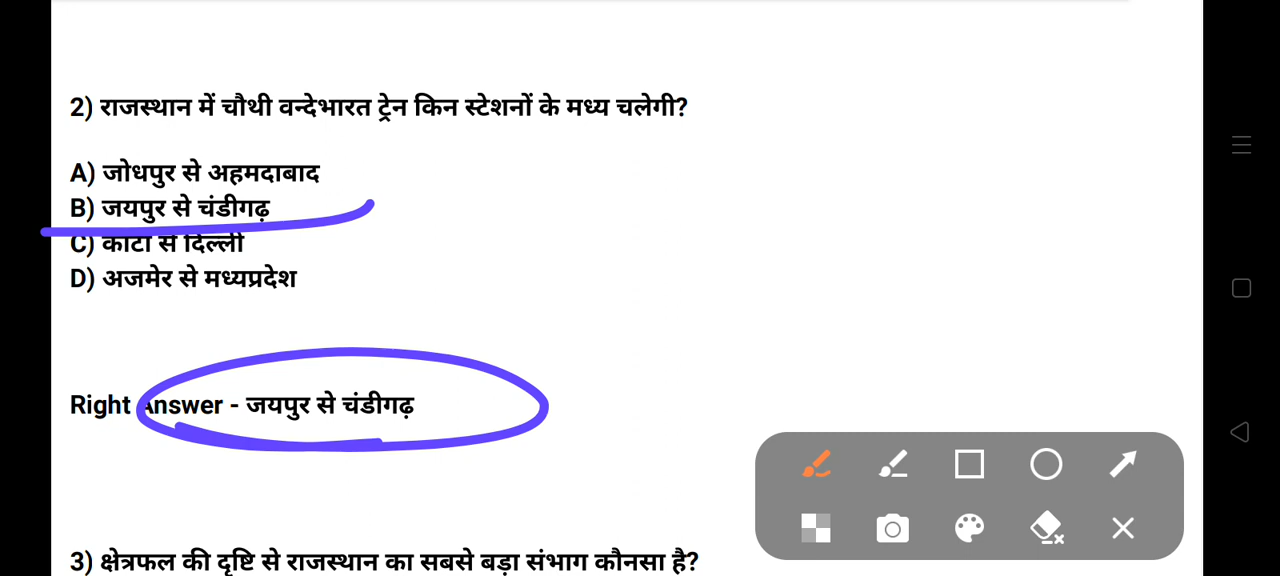 2) राजस्थान में चौथी वन्देभारत ट्रेन किन स्टेशनों के मध्य चलेगी?
A) जोधपुर से अहमदाबाद
B) जयपुर से चंडीगढ़
C) काटा से दिल्ली
D) अजमेर से मध्यप्रदेश
Right Answer - जयपुर से चंडीगढ़
3) क्षेत्रफल की दृष्टि से राजस्थान का सबसे बड़ा संभाग कौनसा है?